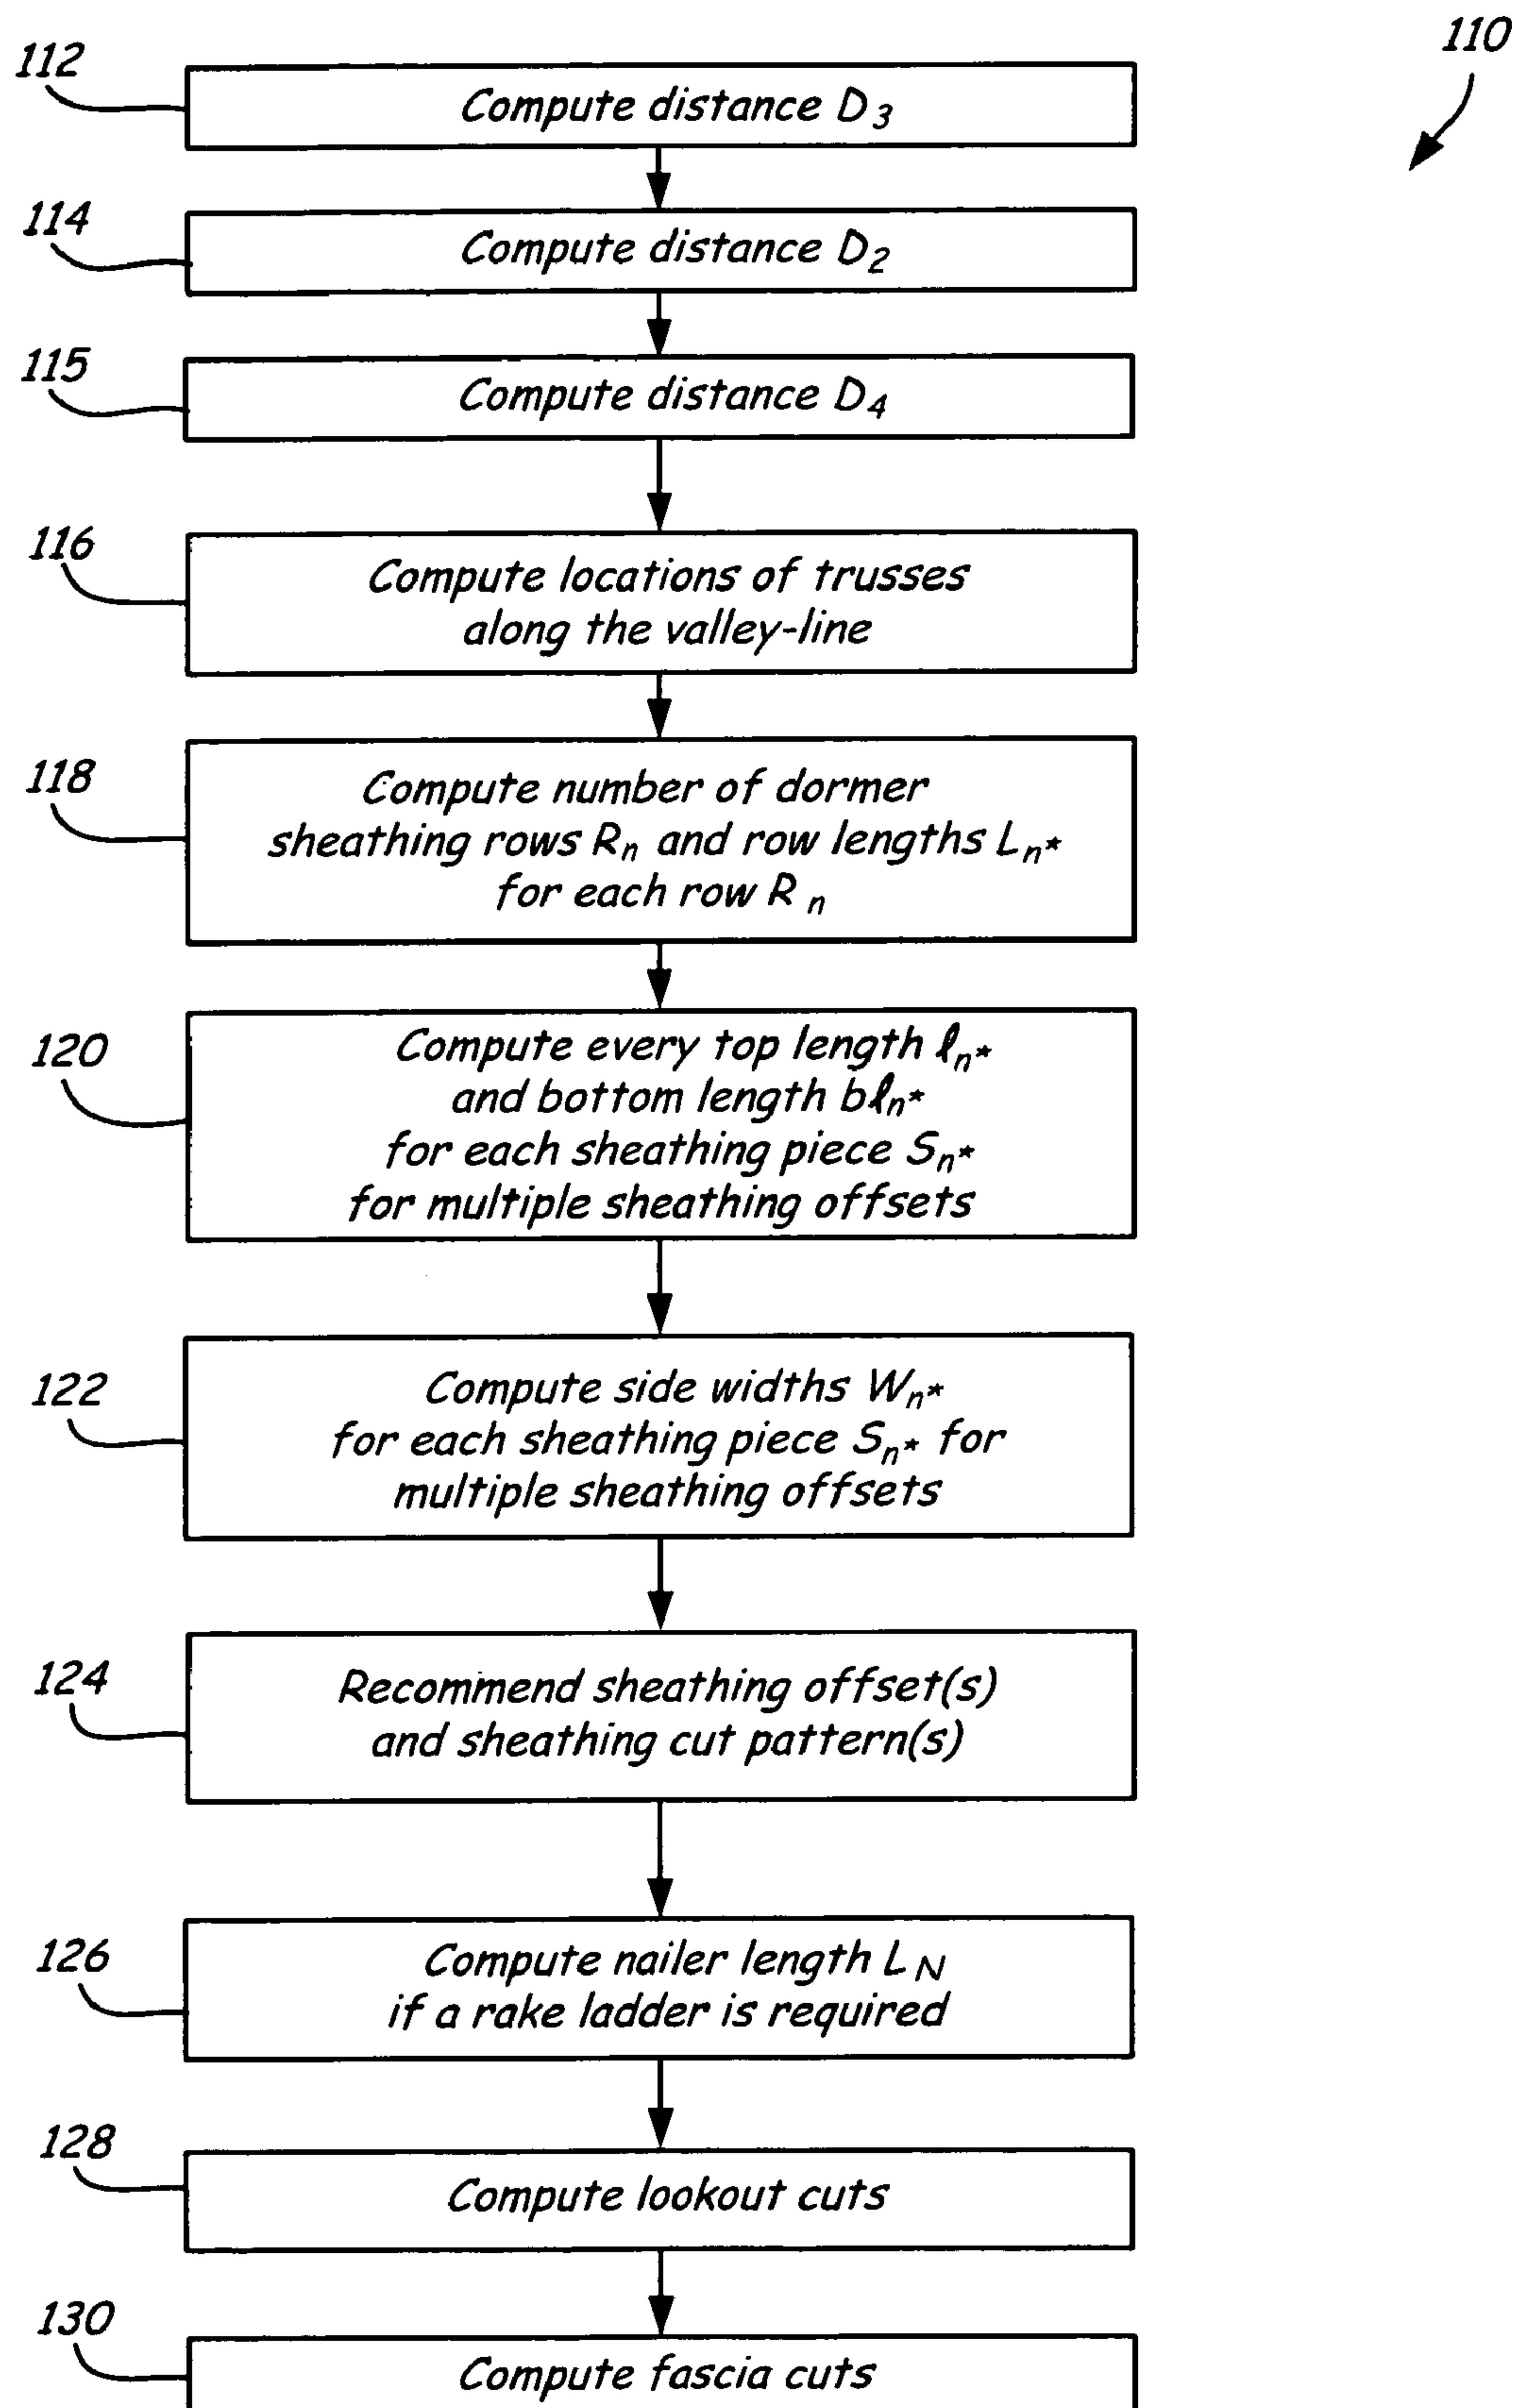 110
112
Compute distance D3
114
Compute distance D2
115
Compute distance D4
116
Compute locations of trusses
along the valley-line
118
Compute number of dormer
sheathing rows Rn and row lengths Ln*
for each row Rn
120
Compute every top length ℓn*
and bottom length bℓn*
for each sheathing piece Sn*
for multiple sheathing offsets
122
Compute side widths Wn*
for each sheathing piece Sn* for
multiple sheathing offsets
124
Recommend sheathing offset(s)
and sheathing cut pattern(s)
126
Compute nailer length LN
if a rake ladder is required
128
Compute lookout cuts
130
Compute fascia cuts